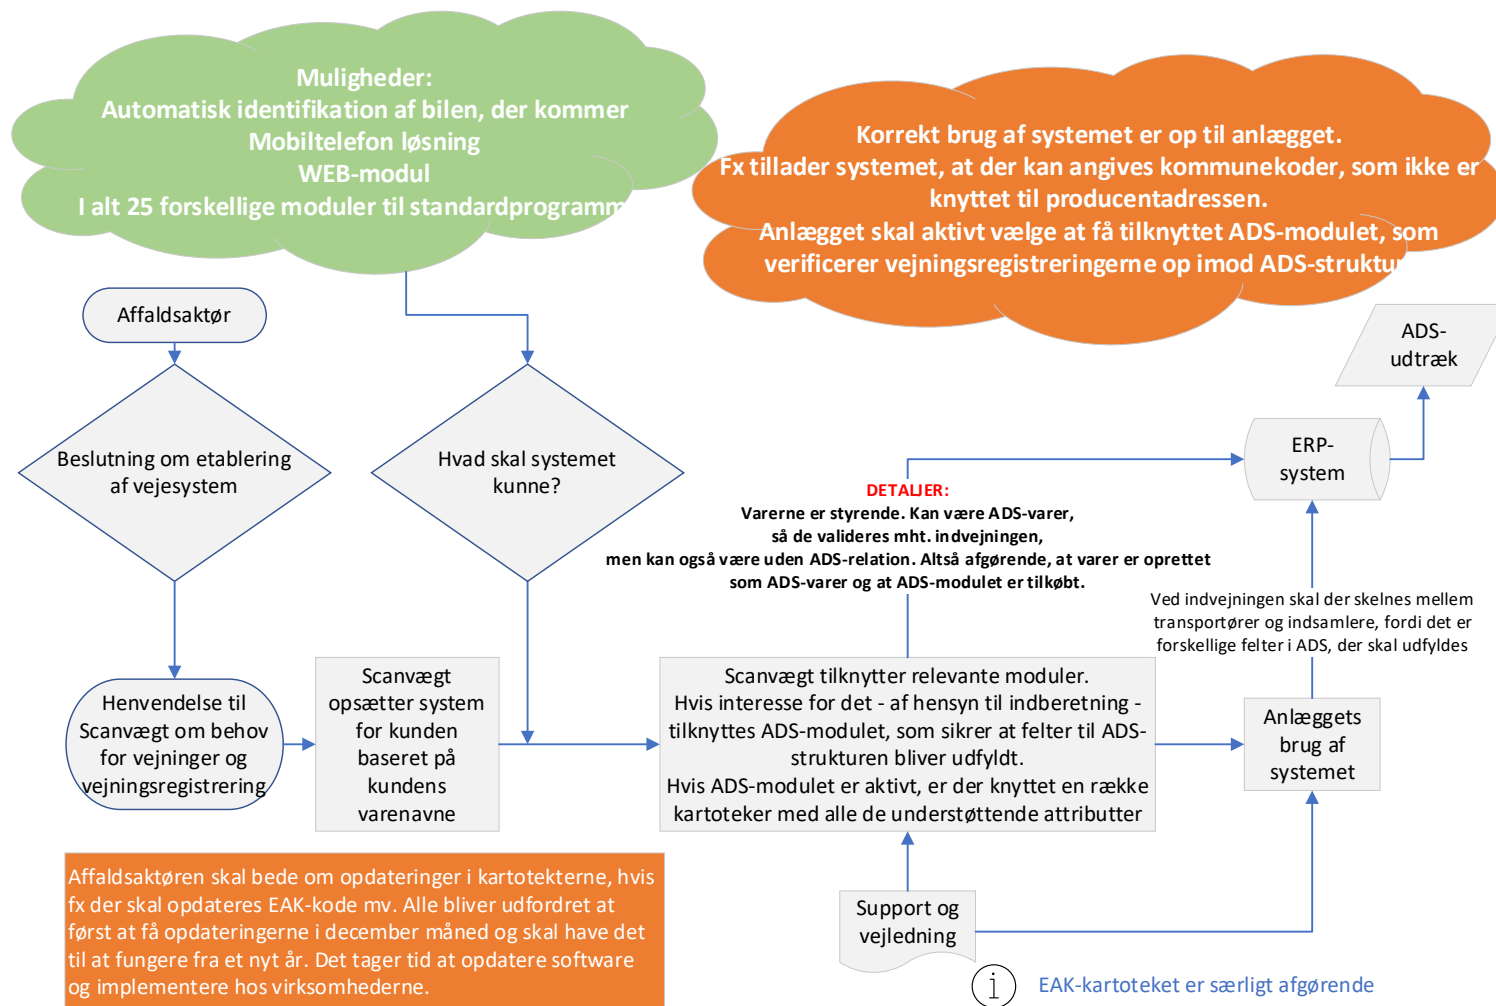 Muligheder:
Automatisk identifikation af bilen, der kommer
Mobiltelefon løsning
WEB-modul
I alt 25 forskellige moduler til standardprogramm
Korrekt brug af systemet er op til anlægget.
Fx tillader systemet, at der kan angives kommunekoder, som ikke er
knyttet til producentadressen.
Anlægget skal aktivt vælge at få tilknyttet ADS-modulet, som
verificerer vejningsregistreringerne op imod ADS-struktu
Affaldsaktør
ADS-
udtræk
Beslutning om etablering
af vejesystem
Hvad skal systemet
kunne?
ERP-
system
DETALJER:
Varerne er styrende. Kan være ADS-varer,
så de valideres mht. indvejningen,
men kan også være uden ADS-relation. Altså afgørende, at varer er oprettet
som ADS-varer og at ADS-modulet er tilkøbt.
Ved indvejningen skal der skelnes mellem
transportører og indsamlere, fordi det er
forskellige felter i ADS, der skal udfyldes
Henvendelse til
Scanvægt om behov
for vejninger og
vejningsregistrering
Scanvægt
opsætter system
for kunden
baseret på
kundens
varenavne
Scanvægt tilknytter relevante moduler.
Hvis interesse for det - af hensyn til indberetning -
tilknyttes ADS-modulet, som sikrer at felter til ADS-
strukturen bliver udfyldt.
Hvis ADS-modulet er aktivt, er der knyttet en række
kartoteker med alle de understøttende attributter
Anlæggets
brug af
systemet
Affaldsaktøren skal bede om opdateringer i kartotekterne, hvis
fx der skal opdateres EAK-kode mv. Alle bliver udfordret at
først at få opdateringerne i december måned og skal have det
til at fungere fra et nyt år. Det tager tid at opdatere software
og implementere hos virksomhederne.
Support og
vejledning
i EAK-kartoteket er særligt afgørende